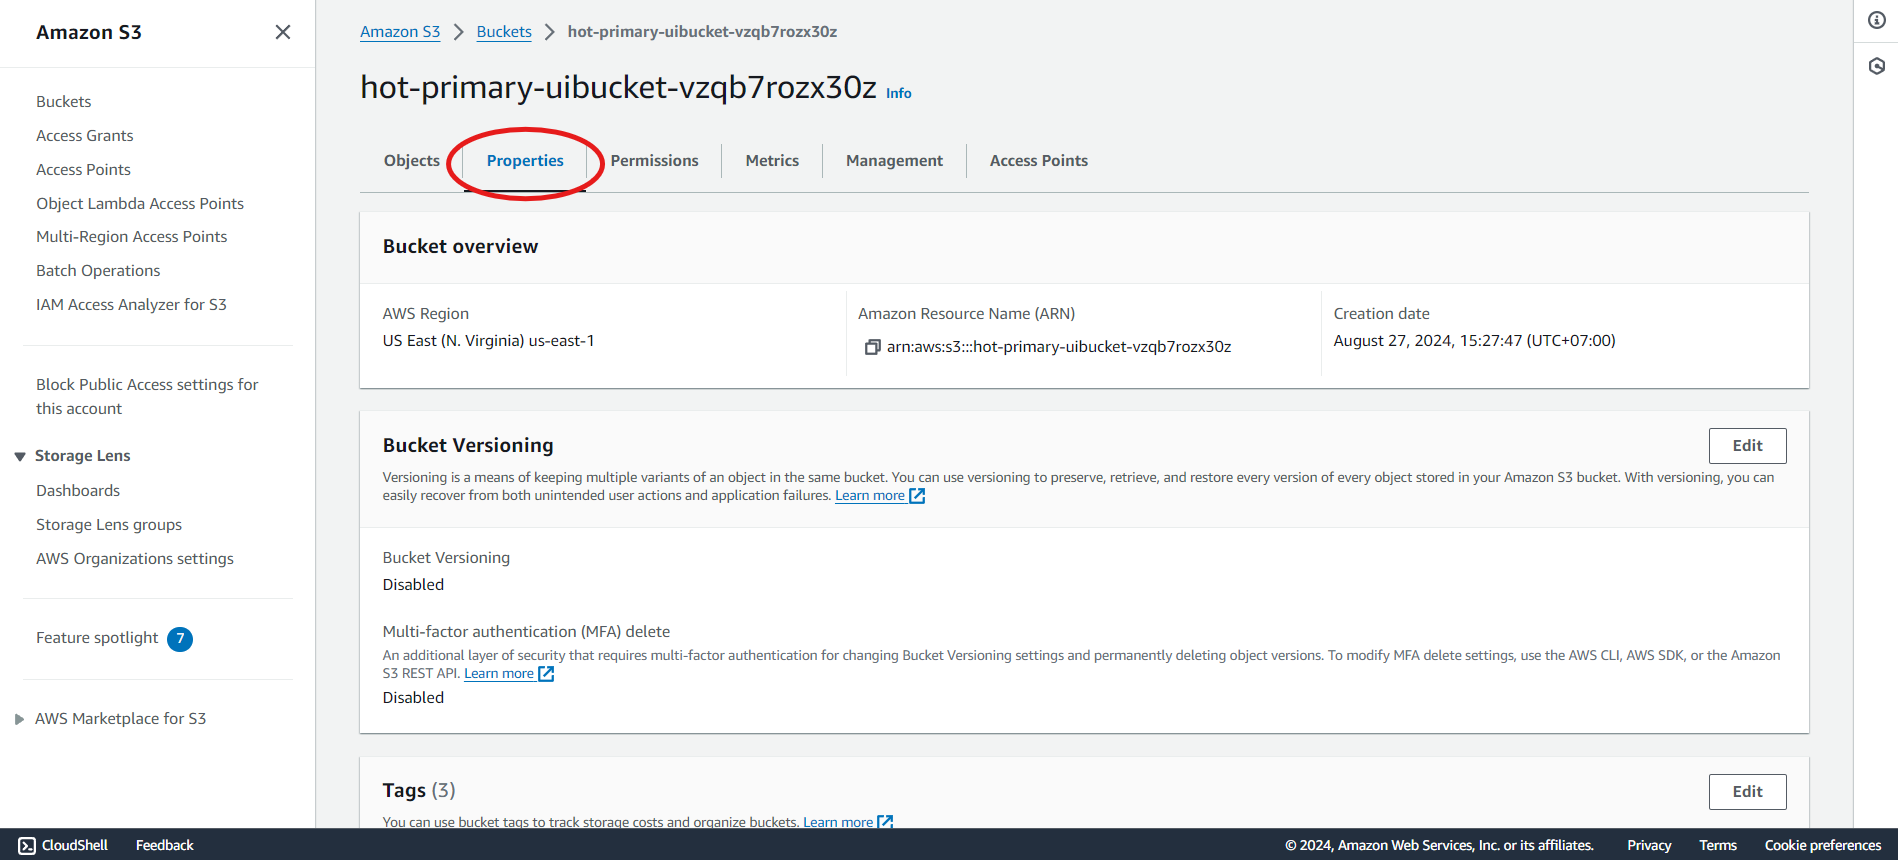 Amazon S3
Buckets
Access Grants
Access Points
Object Lambda Access Points
Multi-Region Access Points
Batch Operations
IAM Access Analyzer for S3
Block Public Access settings for
this account
Storage Lens
Dashboards
Storage Lens groups
AWS Organizations settings
Feature spotlight 7
AWS Marketplace for S3
Amazon S3 Buckets hot-primary-uibucket-vzqb7rozx30z
hot-primary-uibucket-vzqb7rozx30z Info
Objects Properties Permissions Metrics Management Access Points
Bucket overview
AWS Region
US East (N. Virginia) us-east-1
Amazon Resource Name (ARN)
arn:aws:s3:::hot-primary-uibucket-vzqb7rozx30z
Creation date
August 27, 2024, 15:27:47 (UTC+07:00)
Bucket Versioning
Edit
Versioning is a means of keeping multiple variants of an object in the same bucket. You can use versioning to preserve, retrieve, and restore every version of every object stored in your Amazon S3 bucket. With versioning, you can
easily recover from both unintended user actions and application failures. Learn more
Bucket Versioning
Disabled
Multi-factor authentication (MFA) delete
An additional layer of security that requires multi-factor authentication for changing Bucket Versioning settings and permanently deleting object versions. To modify MFA delete settings, use the AWS CLI, AWS SDK, or the Amazon
S3 REST API. Learn more
Disabled
Tags (3)
Edit
You can use bucket tags to track storage costs and organize buckets. Learn more
CloudShell Feedback © 2024, Amazon Web Services, Inc. or its affiliates. Privacy Terms Cookie preferences